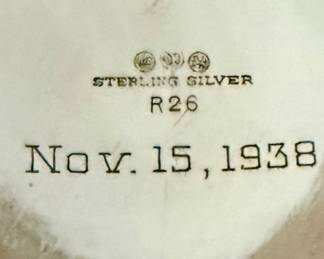 STERLING SILVER
R26
Nov. 15, 1938